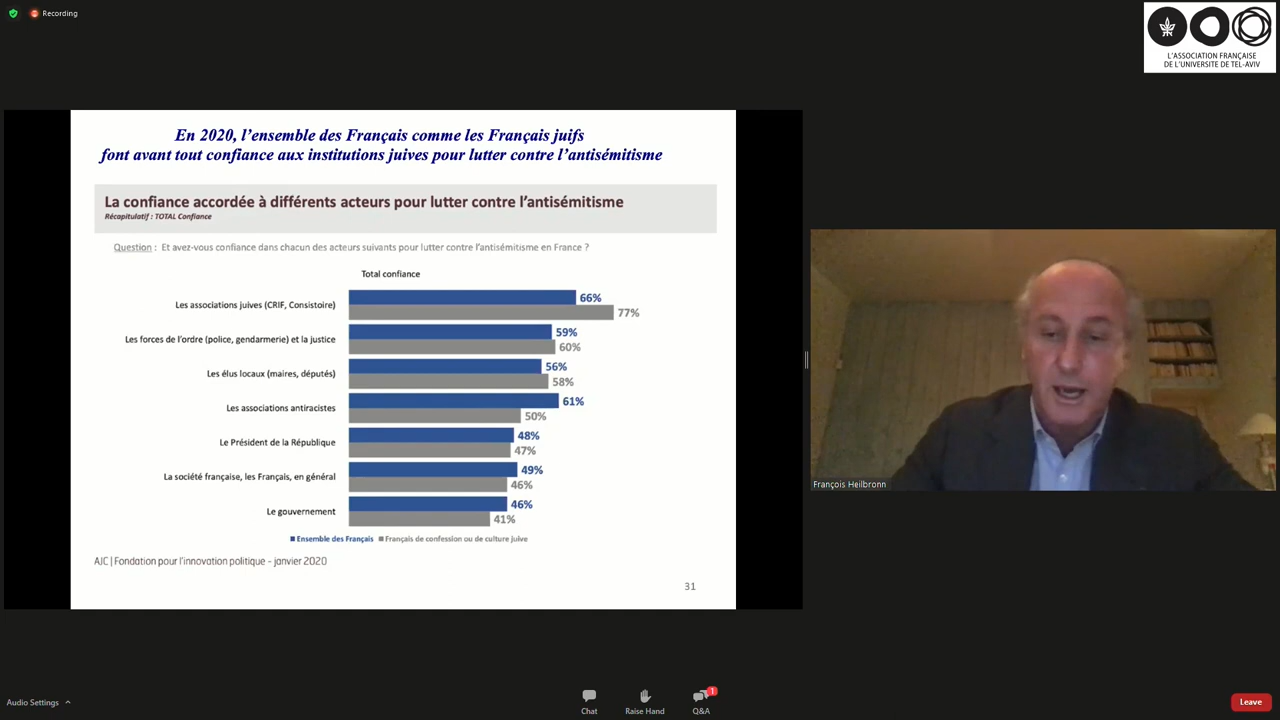 Recording
L'ASSOCIATION FRANÇAISE
DE L'UNIVERSITE DE TEL-AVIV
En 2020, l'ensemble des Français comme les Français juifs
font avant tout confiance aux institutions juives pour lutter contre l'antisémitisme
La confiance accordée à différents acteurs pour lutter contre l'antisémitisme
Récapitulatif : TOTAL Confiance
Question : Et avez-vous confiance dans chacun des acteurs suivants pour lutter contre l'antisémitisme en France ?
Total confiance
Les associations juives (CRIF, Consistoire)
66%
77%
Les forces de l'ordre (police, gendarmerie) et la justice
59%
60%
Les élus locaux (maires, députés)
56%
58%
Les associations antiracistes
61%
50%
Le Président de la République
48%
47%
La société française, les Français, en général
49%
46%
Le gouvernement
46%
41%
Ensemble des Français Français de confession ou de culture juive
AJC | Fondation pour l'innovation politique - janvier 2020
31
François Heilbronn
Audio Settings
Chat
Raise Hand
1
Q&A
Leave